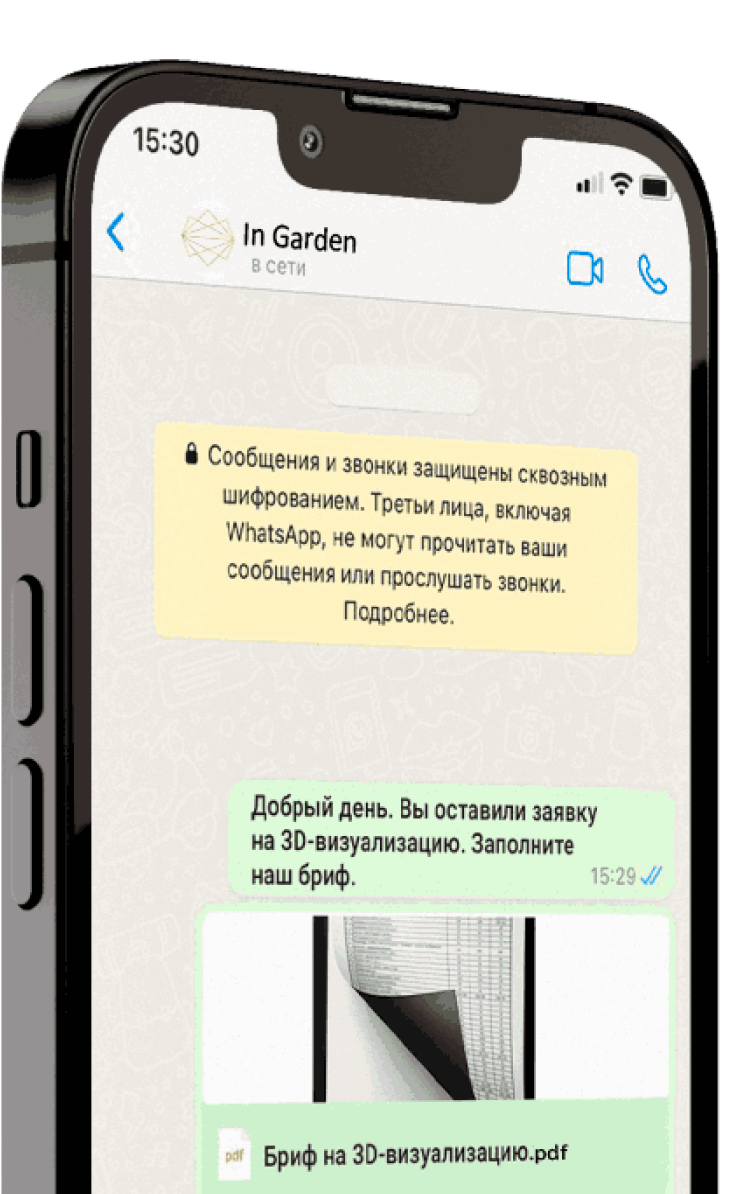 15:30
In Garden
в сети
Сообщения и звонки защищены сквозным
шифрованием. Третьи лица, включая
WhatsApp, не могут прочитать ваши
сообщения или прослушать звонки.
Подробнее.
Добрый день. Вы оставили заявку
на 3D-визуализацию. Заполните
наш бриф.
15:29
pdf
Бриф на 3D-визуализацию.pdf